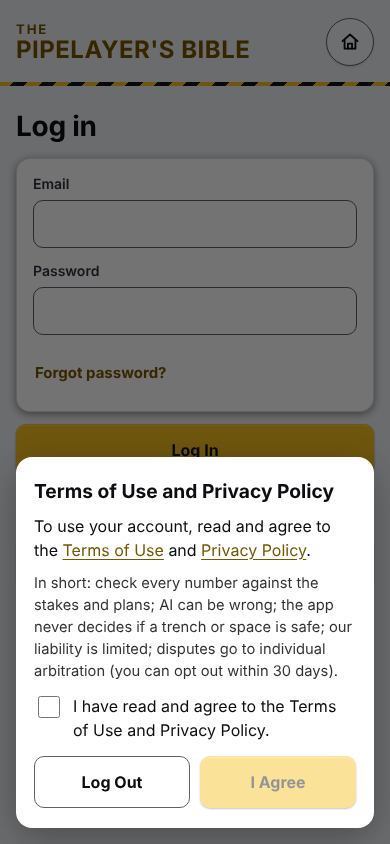 THE
PIPELAYER'S BIBLE
Log in
Email
Password
Forgot password?
Log In
Terms of Use and Privacy Policy
To use your account, read and agree to
the Terms of Use and Privacy Policy.
In short: check every number against the
stakes and plans; AI can be wrong; the app
never decides if a trench or space is safe; our
liability is limited; disputes go to individual
arbitration (you can opt out within 30 days).
I have read and agree to the Terms
of Use and Privacy Policy.
Log Out
I Agree